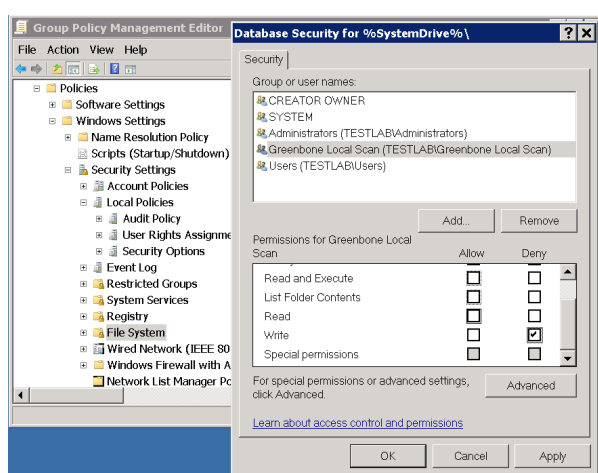 Group Policy Management Editor
File Action View Help
Policies
Software Settings
Windows Settings
Name Resolution Policy
Scripts (Startup/Shutdown)
Security Settings
Account Policies
Local Policies
Audit Policy
User Rights Assignme
Security Options
Event Log
Restricted Groups
System Services
Registry
File System
Wired Network (IEEE 80
Windows Firewall with A
Network List Manager Po
Database Security for %SystemDrive%\
Security
Group or user names:
CREATOR OWNER
SYSTEM
Administrators (TESTLAB\Administrators)
Greenbone Local Scan (TESTLAB\Greenbone Local Scan)
Users (TESTLAB\Users)
Add... Remove
Permissions for Greenbone Local
Scan Allow Deny
Read and Execute
List Folder Contents
Read
Write
Special permissions
For special permissions or advanced settings,
click Advanced.
Advanced
Learn about access control and permissions
OK Cancel Apply